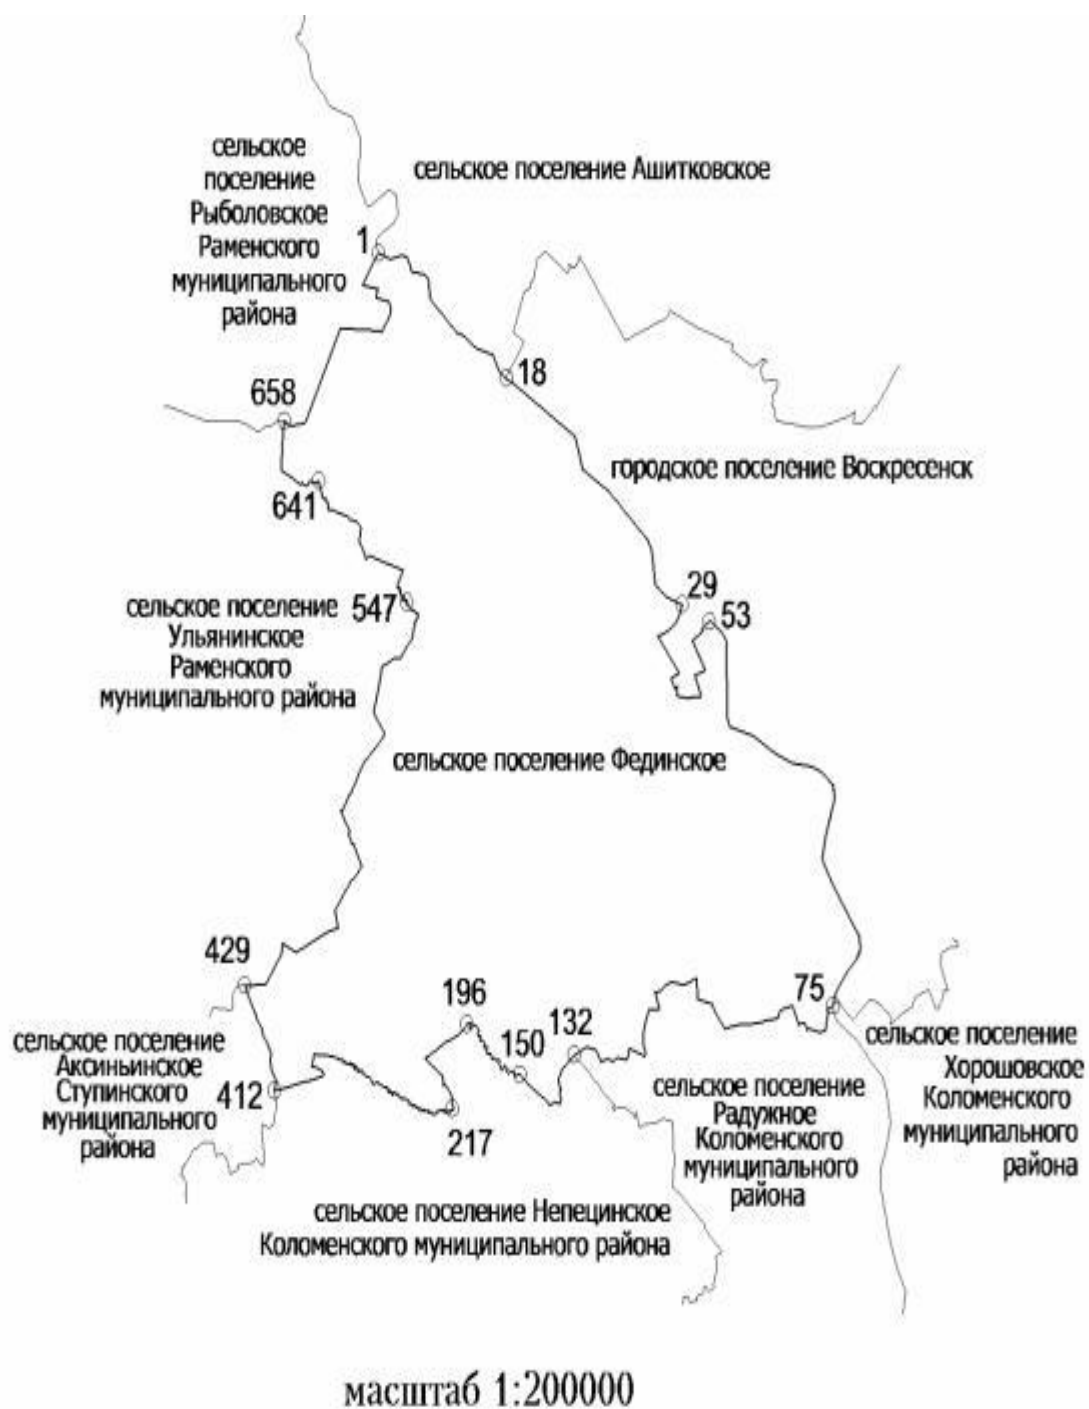 сельское
поселение
Рыболовское
Раменского
муниципального
района
сельское поселение Ашитковское
1
18
658
городское поселение Воскресенск
641
29
53
547
сельское поселение
Ульянинское
Раменского
муниципального района
сельское поселение Фединское
429
196
132
75
150
сельское поселение
Аксиньинское
Ступинского
муниципального
района
412
217
сельское поселение
Радужное
Коломенского
муниципального
района
сельское поселение
Хорошовское
Коломенского
муниципального
района
сельское поселение Непецинское
Коломенского муниципального района
масштаб 1:200000